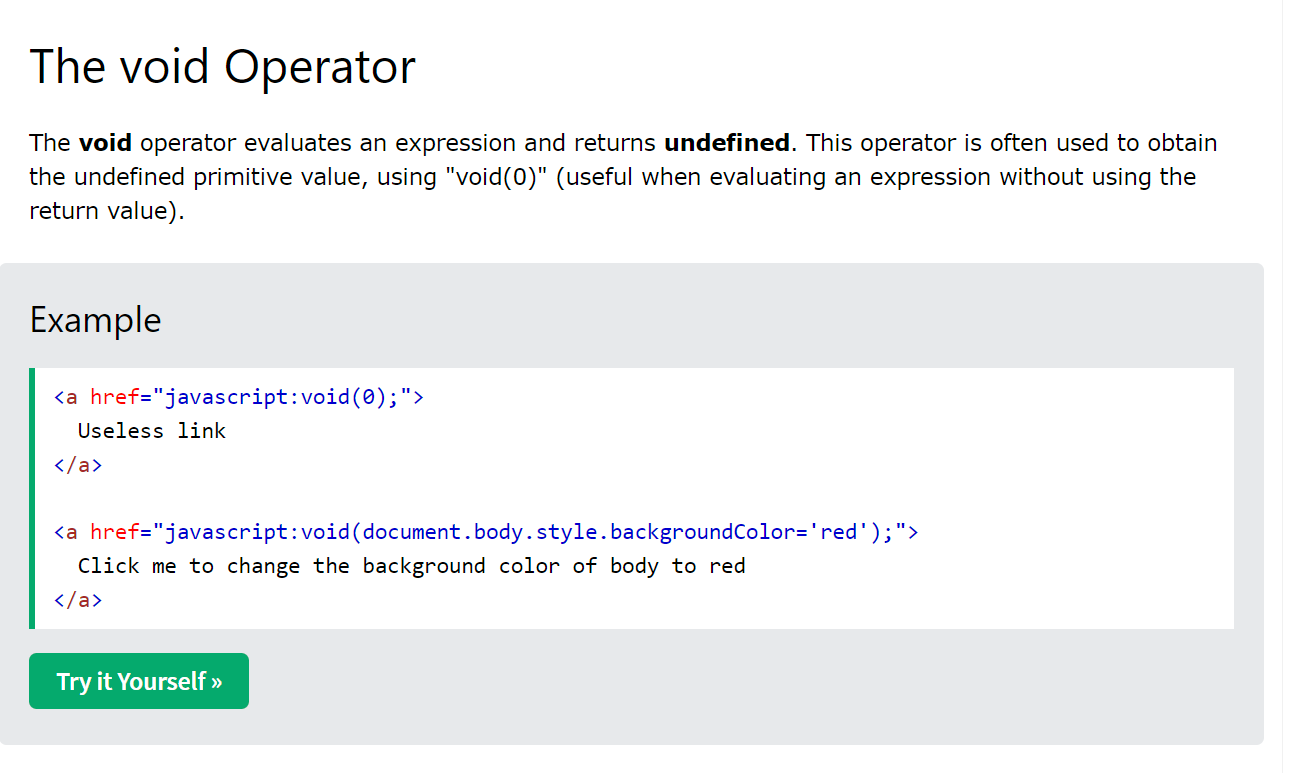 The void Operator
The void operator evaluates an expression and returns undefined. This operator is often used to obtain
the undefined primitive value, using "void(0)" (useful when evaluating an expression without using the
return value).
Example
<a href="javascript:void(0);">
  Useless link
</a>
<a href="javascript:void(document.body.style.backgroundColor='red');">
  Click me to change the background color of body to red
</a>
Try it Yourself »